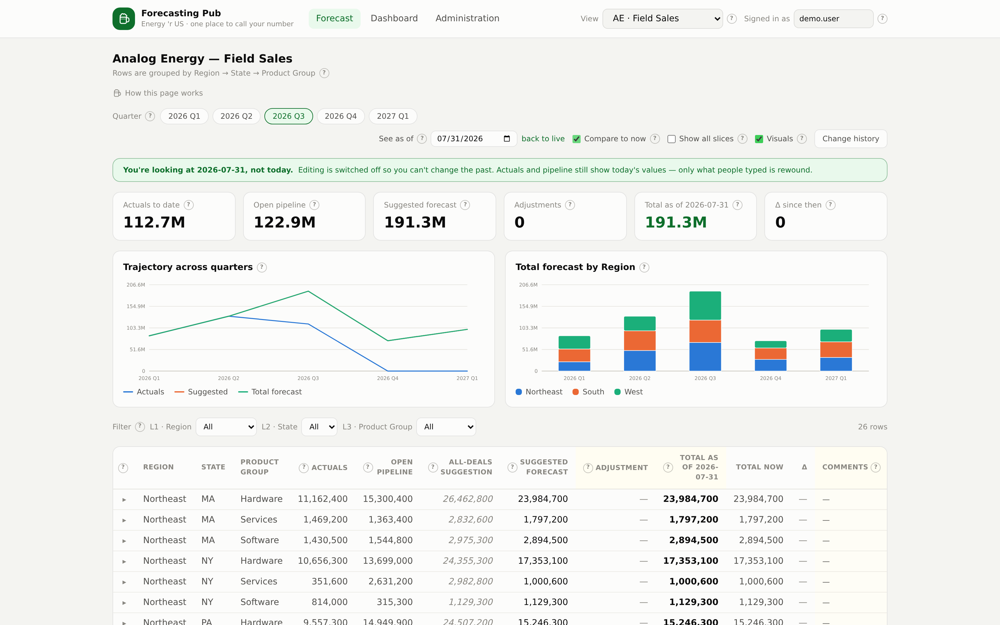 Forecasting Pub
Energy 'r US · one place to call your number
Forecast Dashboard Administration
View AE · Field Sales ? Signed in as demo.user ?
Analog Energy — Field Sales
Rows are grouped by Region → State → Product Group ?
How this page works
Quarter ? 2026 Q1 2026 Q2 2026 Q3 2026 Q4 2027 Q1
See as of ? 07/31/2026 back to live Compare to now ? Show all slices ? Visuals ? Change history
You're looking at 2026-07-31, not today. Editing is switched off so you can't change the past. Actuals and pipeline still show today's values — only what people typed is rewound.
Actuals to date ? Open pipeline ? Suggested forecast ? Adjustments ? Total as of 2026-07-31 ? Δ since then ?
112.7M 122.9M 191.3M 0 191.3M 0
Trajectory across quarters ?
206.6M
154.9M
103.3M
51.6M
0
2026 Q1 2026 Q2 2026 Q3 2026 Q4 2027 Q1
Actuals Suggested Total forecast
Total forecast by Region ?
206.6M
154.9M
103.3M
51.6M
0
2026 Q1 2026 Q2 2026 Q3 2026 Q4 2027 Q1
Northeast South West
Filter ? L1 · Region All L2 · State All L3 · Product Group All 26 rows
? REGION STATE PRODUCT GROUP ? ACTUALS ? OPEN PIPELINE ? ALL-DEALS SUGGESTION ? SUGGESTED FORECAST ? ADJUSTMENT ? TOTAL AS OF 2026-07-31 TOTAL NOW Δ COMMENTS ?
▸ Northeast MA Hardware 11,162,400 15,300,400 26,462,800 23,984,700 — 23,984,700 23,984,700 — —
▸ Northeast MA Services 1,469,200 1,363,400 2,832,600 1,797,200 — 1,797,200 1,797,200 — —
▸ Northeast MA Software 1,430,500 1,544,800 2,975,300 2,894,500 — 2,894,500 2,894,500 — —
▸ Northeast NY Hardware 10,656,300 13,699,000 24,355,300 17,353,100 — 17,353,100 17,353,100 — —
▸ Northeast NY Services 351,600 2,631,200 2,982,800 1,000,600 — 1,000,600 1,000,600 — —
▸ Northeast NY Software 814,000 315,300 1,129,300 1,129,300 — 1,129,300 1,129,300 — —
▸ Northeast PA Hardware 9,557,300 14,949,900 24,507,200 15,246,300 — 15,246,300 15,246,300 — —